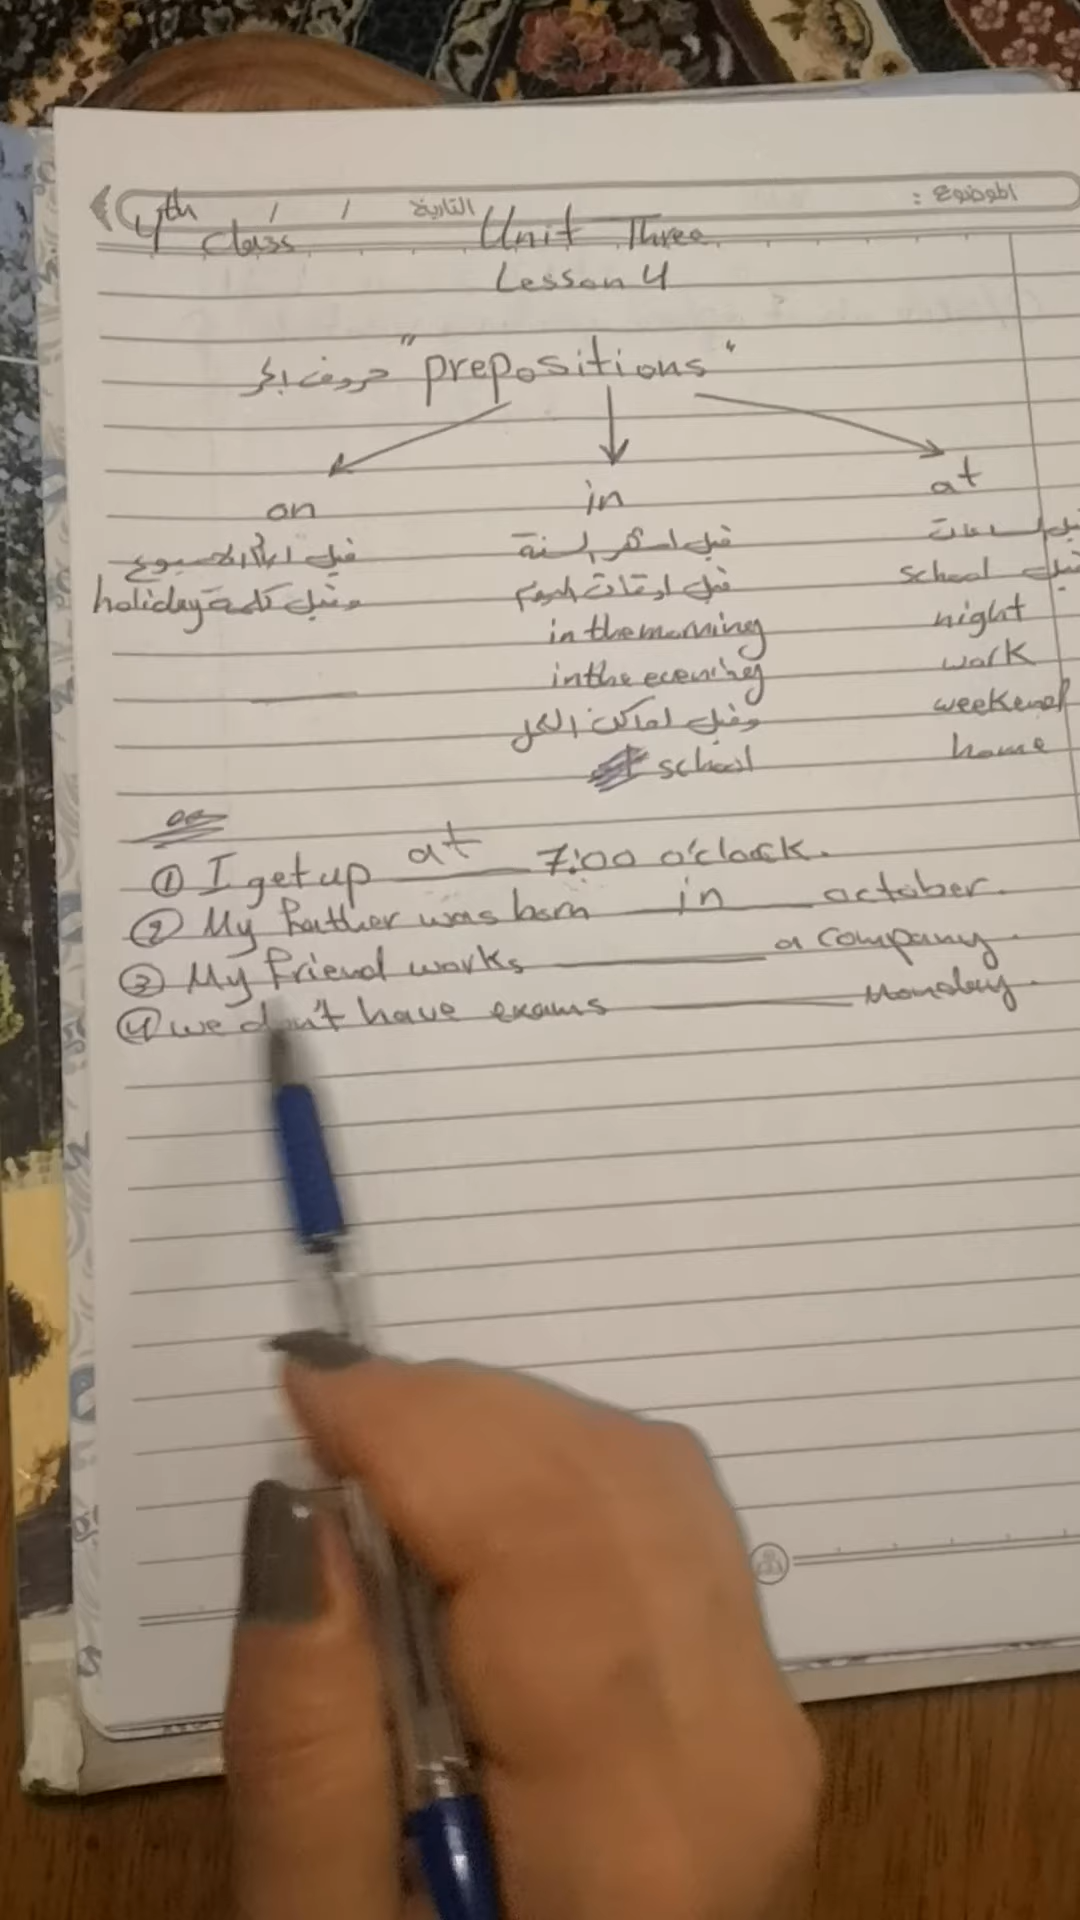 الموضوع :
التاريخ / /
4th class
Unit Three
Lesson 4
"prepositions" حروف الجر
on in at
قبل ايام الاسبوع
وقبل كلمة holiday
قبل اشهر السنة
قبل اوقات اليوم
in the morning
in the evening
وقبل اماكن العمل
school
قبل الساعات
قبل school
night
work
weekend
home
① I get up at 7:00 o'clock.
② My father was born in october.
③ My friend works ______ a company.
④ we don't have exams ______ Monday.